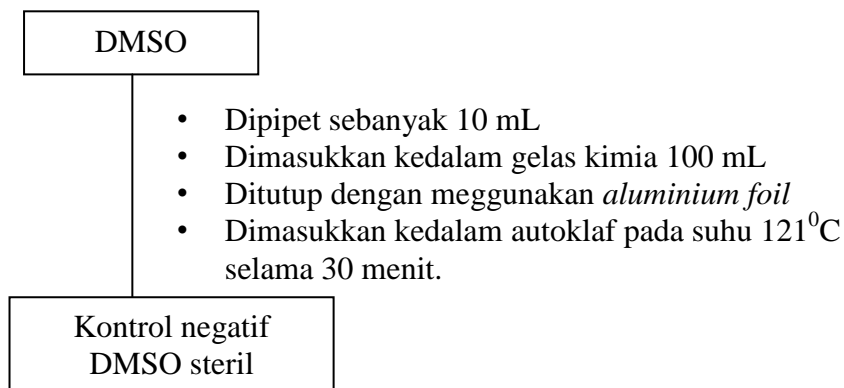 DMSO
• Dipipet sebanyak 10 mL
• Dimasukkan kedalam gelas kimia 100 mL
• Ditutup dengan meggunakan aluminium foil
• Dimasukkan kedalam autoklaf pada suhu 121⁰C
selama 30 menit.
Kontrol negatif
DMSO steril